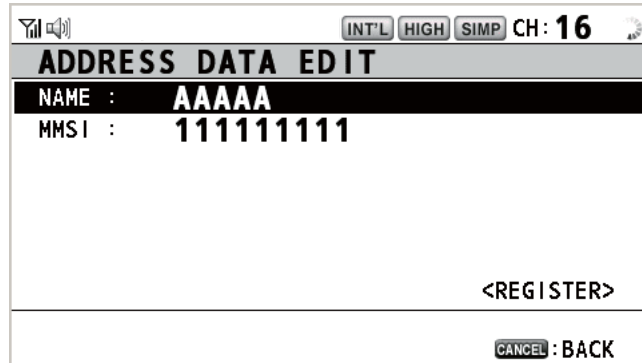 INT'L HIGH SIMP CH: 16
ADDRESS DATA EDIT
NAME : AAAAA
MMSI : 111111111
<REGISTER>
CANCEL : BACK